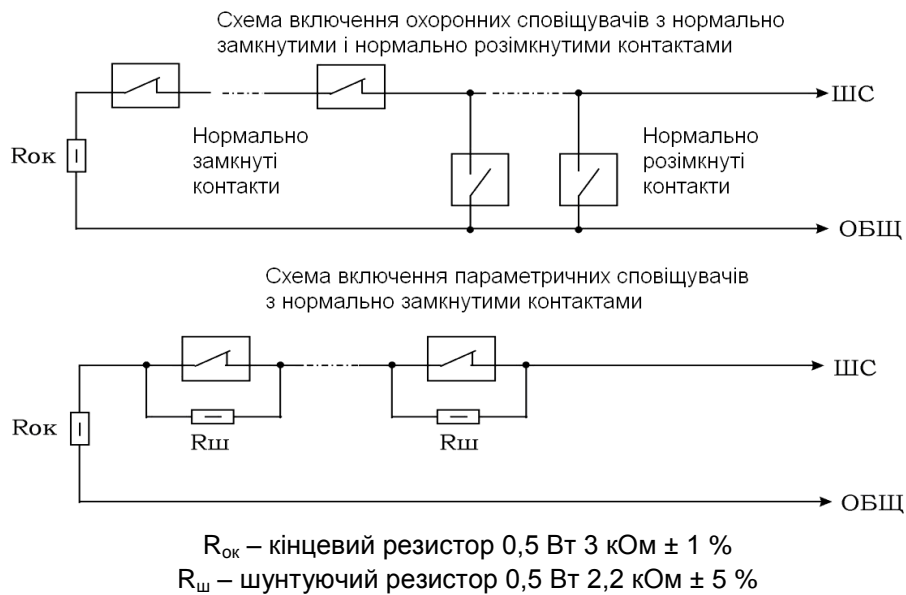 Схема включення охоронних сповіщувачів з нормально
замкнутими і нормально розімкнутими контактами
ШС
Нормально
замкнуті
контакти
Нормально
розімкнуті
контакти
Rок
ОБЩ
Схема включення параметричних сповіщувачів
з нормально замкнутими контактами
ШС
Rок
Rш
Rш
ОБЩ
Rок – кінцевий резистор 0,5 Вт 3 кОм ± 1 %
Rш – шунтуючий резистор 0,5 Вт 2,2 кОм ± 5 %